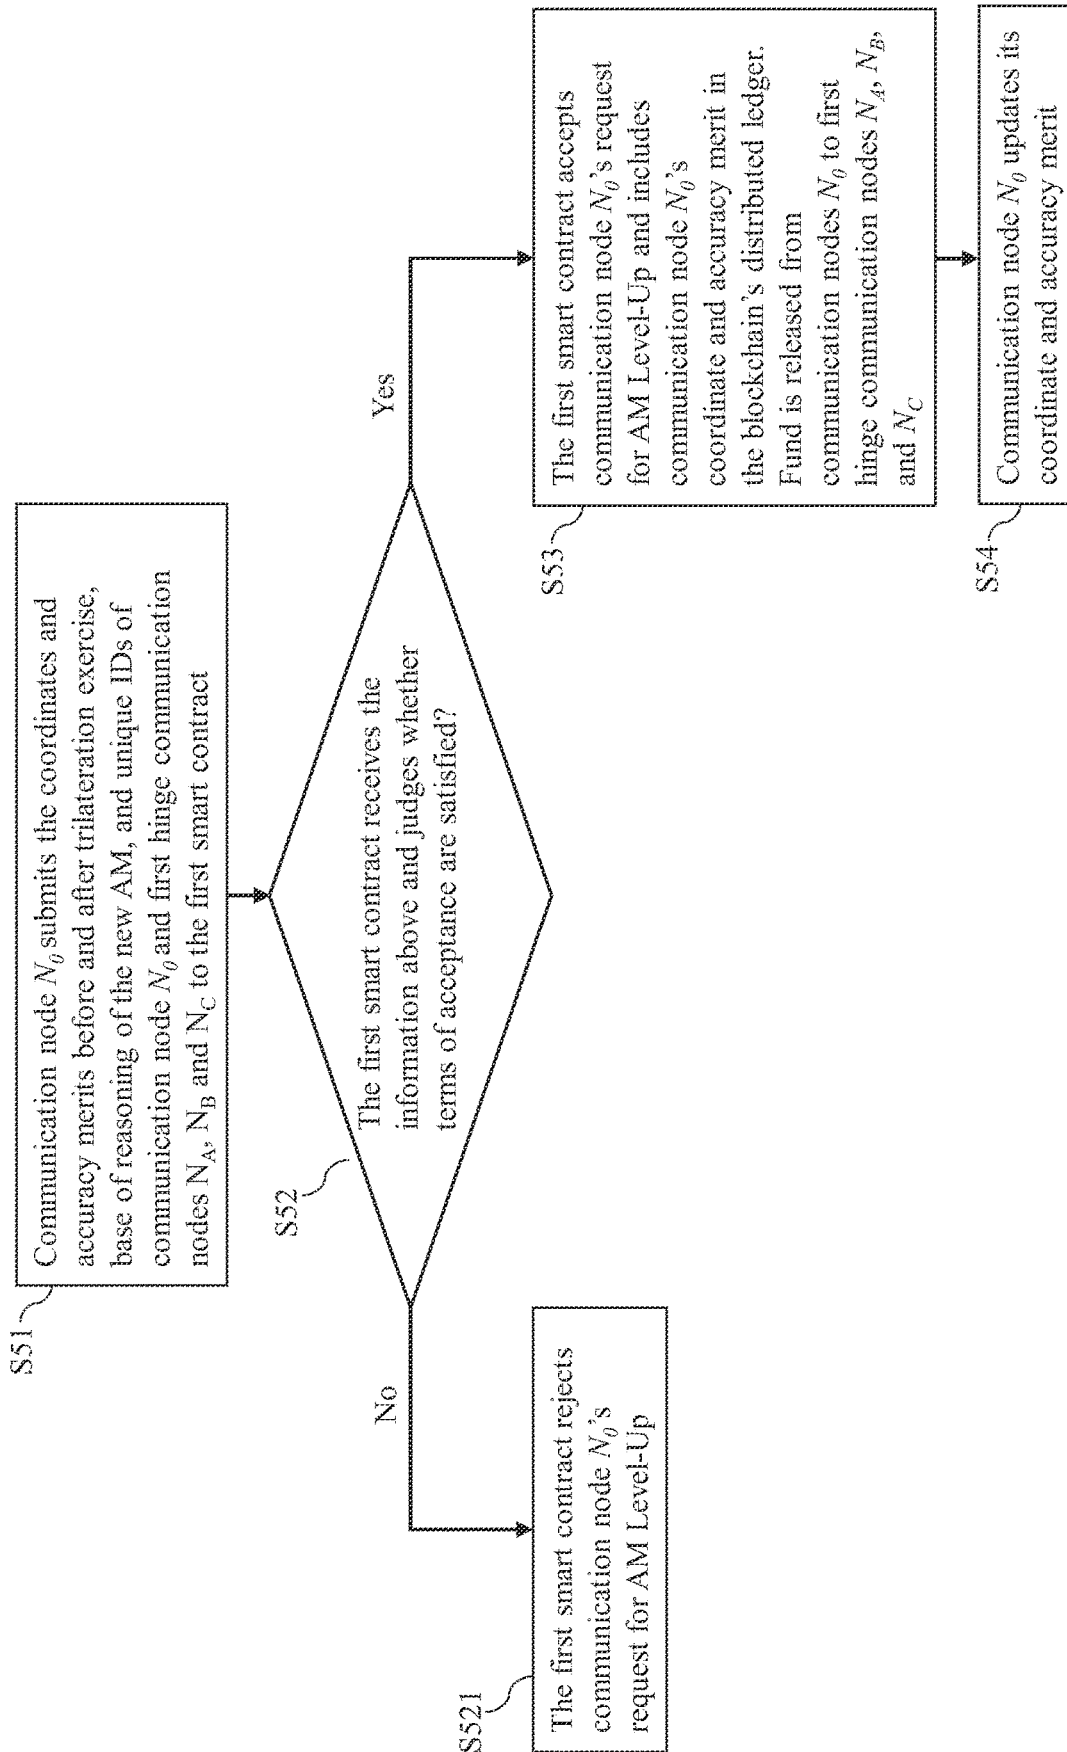 S51
Communication node N0 submits the coordinates and
accuracy merits before and after trilateration exercise,
base of reasoning of the new AM, and unique IDs of
communication node N0 and first hinge communication
nodes NA, NB and NC to the first smart contract
S52
The first smart contract receives the
information above and judges whether
terms of acceptance are satisfied?
No
Yes
S521
The first smart contract rejects
communication node N0's
request for AM Level-Up
S53
The first smart contract accepts
communication node N0's request
for AM Level-Up and includes
communication node N0's
coordinate and accuracy merit in
the blockchain's distributed ledger.
Fund is released from
communication nodes N0 to first
hinge communication nodes NA, NB,
and NC
S54
Communication node N0 updates its
coordinate and accuracy merit